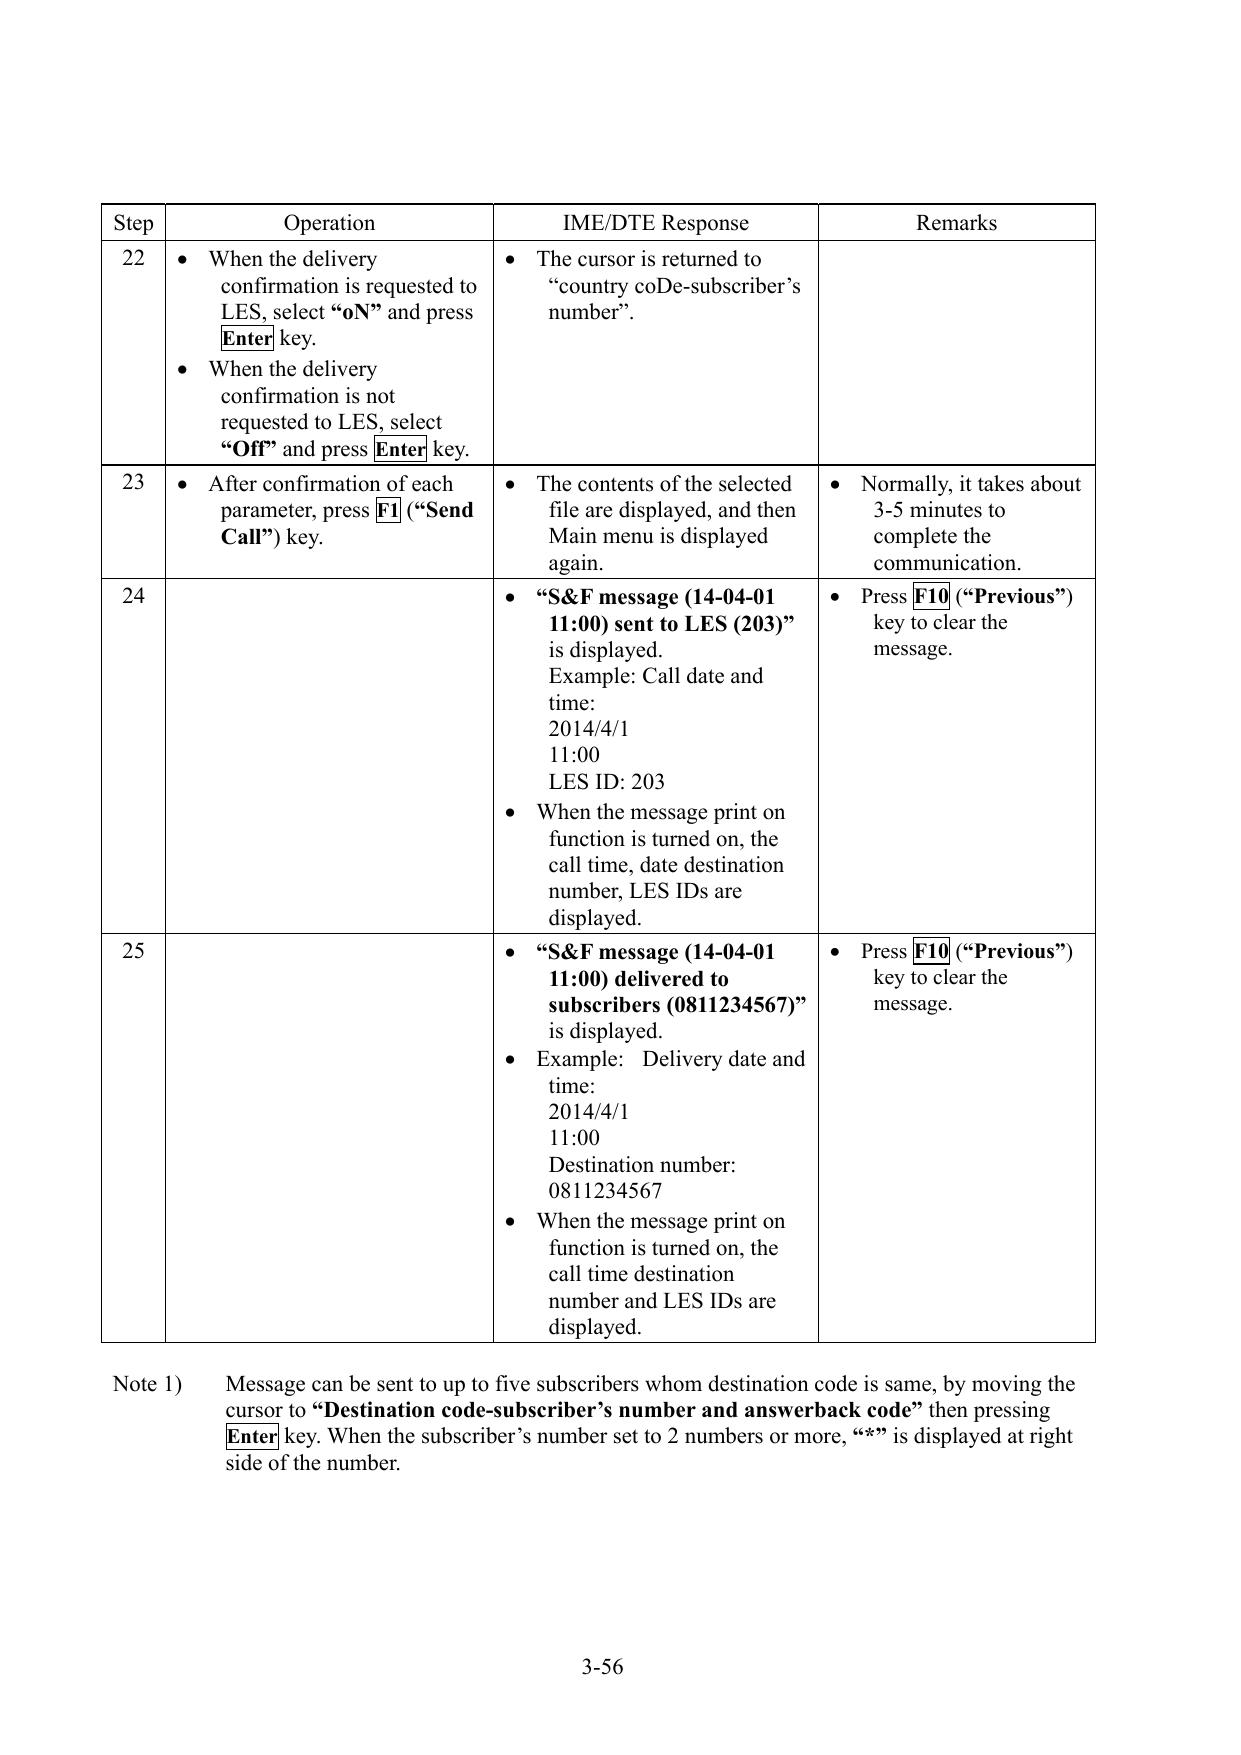 Step Operation IME/DTE Response Remarks
22
• When the delivery
confirmation is requested to
LES, select “oN” and press
Enter key.
• When the delivery
confirmation is not
requested to LES, select
“Off” and press Enter key.
• The cursor is returned to
“country coDe-subscriber’s
number”.
23
• After confirmation of each
parameter, press F1 (“Send
Call”) key.
• The contents of the selected
file are displayed, and then
Main menu is displayed
again.
• Normally, it takes about
3-5 minutes to
complete the
communication.
24
• “S&F message (14-04-01
11:00) sent to LES (203)”
is displayed.
Example: Call date and
time:
2014/4/1
11:00
LES ID: 203
• When the message print on
function is turned on, the
call time, date destination
number, LES IDs are
displayed.
• Press F10 (“Previous”)
key to clear the
message.
25
• “S&F message (14-04-01
11:00) delivered to
subscribers (0811234567)”
is displayed.
• Example: Delivery date and
time:
2014/4/1
11:00
Destination number:
0811234567
• When the message print on
function is turned on, the
call time destination
number and LES IDs are
displayed.
• Press F10 (“Previous”)
key to clear the
message.
Note 1) Message can be sent to up to five subscribers whom destination code is same, by moving the
cursor to “Destination code-subscriber’s number and answerback code” then pressing
Enter key. When the subscriber’s number set to 2 numbers or more, “*” is displayed at right
side of the number.
3-56